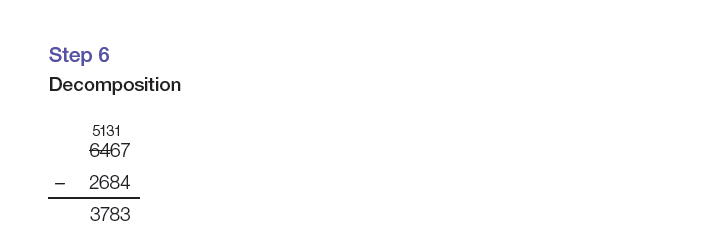 Step 6
Decomposition
5131
6467
– 2684
3783